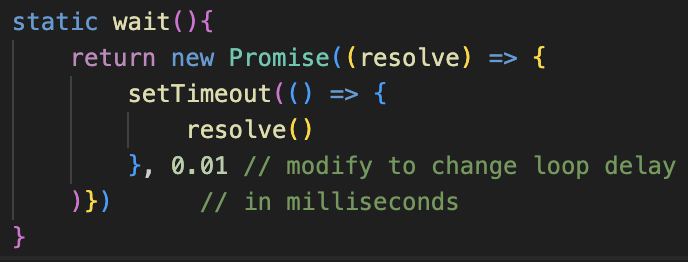 static wait(){
return new Promise((resolve) => {
setTimeout(() => {
resolve()
}, 0.01 // modify to change loop delay
)}) // in milliseconds
}